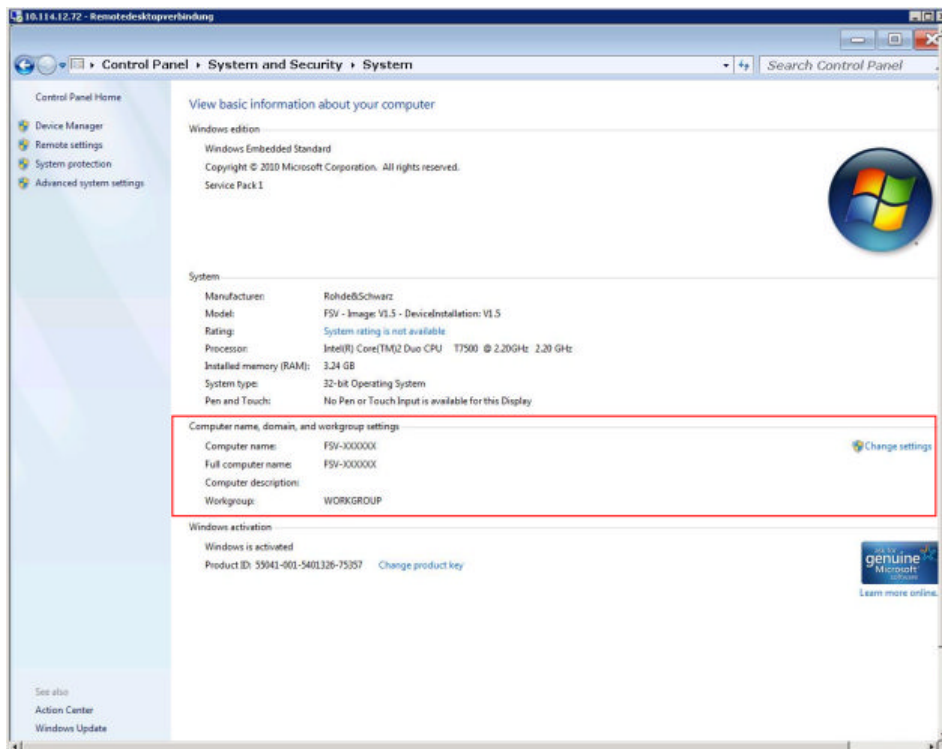 10.114.12.72 - Remotedesktopverbindung
Control Panel System and Security System
Search Control Panel
Control Panel Home
Device Manager
Remote settings
System protection
Advanced system settings
View basic information about your computer
Windows edition
Windows Embedded Standard
Copyright © 2010 Microsoft Corporation. All rights reserved.
Service Pack 1
System
Manufacturer: Rohde&Schwarz
Model: FSV - Image: V1.5 - DeviceInstallation: V1.5
Rating: System rating is not available
Processor: Intel(R) Core(TM)2 Duo CPU T7500 @ 2.20GHz 2.20 GHz
Installed memory (RAM): 3.24 GB
System type: 32-bit Operating System
Pen and Touch: No Pen or Touch Input is available for this Display
Computer name, domain, and workgroup settings
Computer name: FSV-XXXXXX
Change settings
Full computer name: FSV-XXXXXX
Computer description:
Workgroup: WORKGROUP
Windows activation
Windows is activated
Product ID: 55041-001-5401326-75357 Change product key
genuine
Microsoft
software
Learn more online.
See also
Action Center
Windows Update